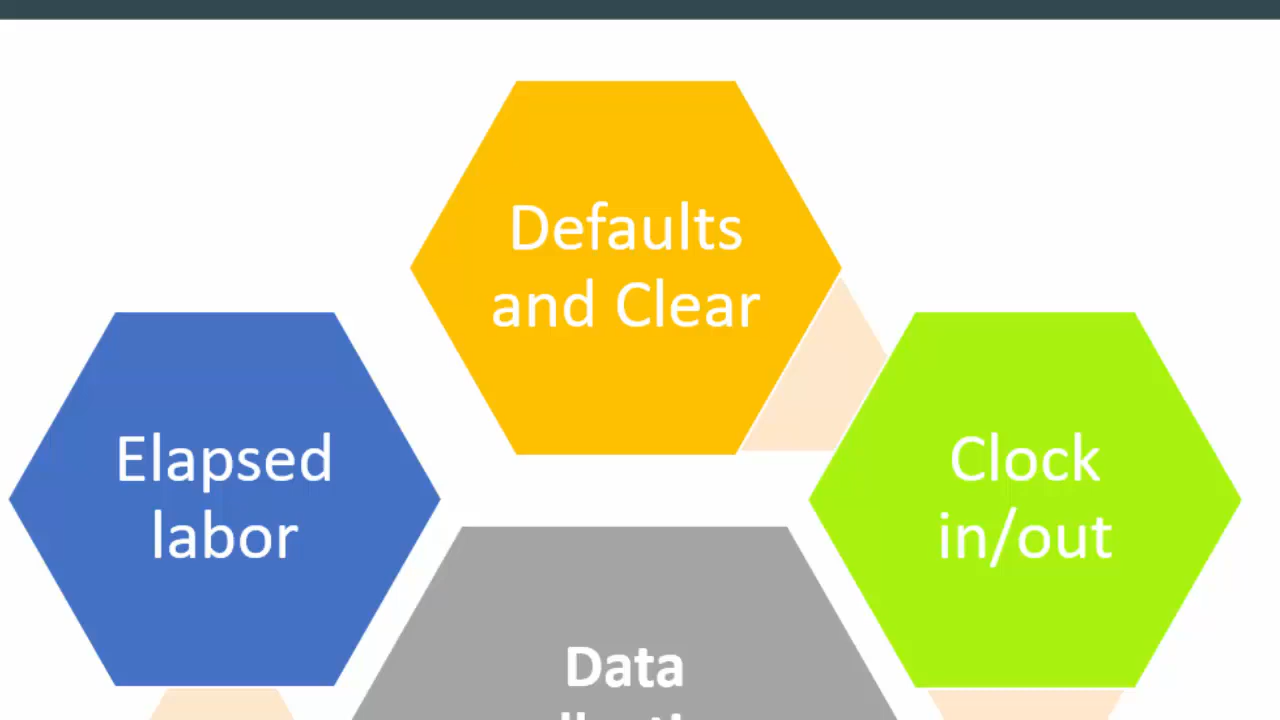 Defaults
and Clear
Elapsed
labor
Clock
in/out
Data